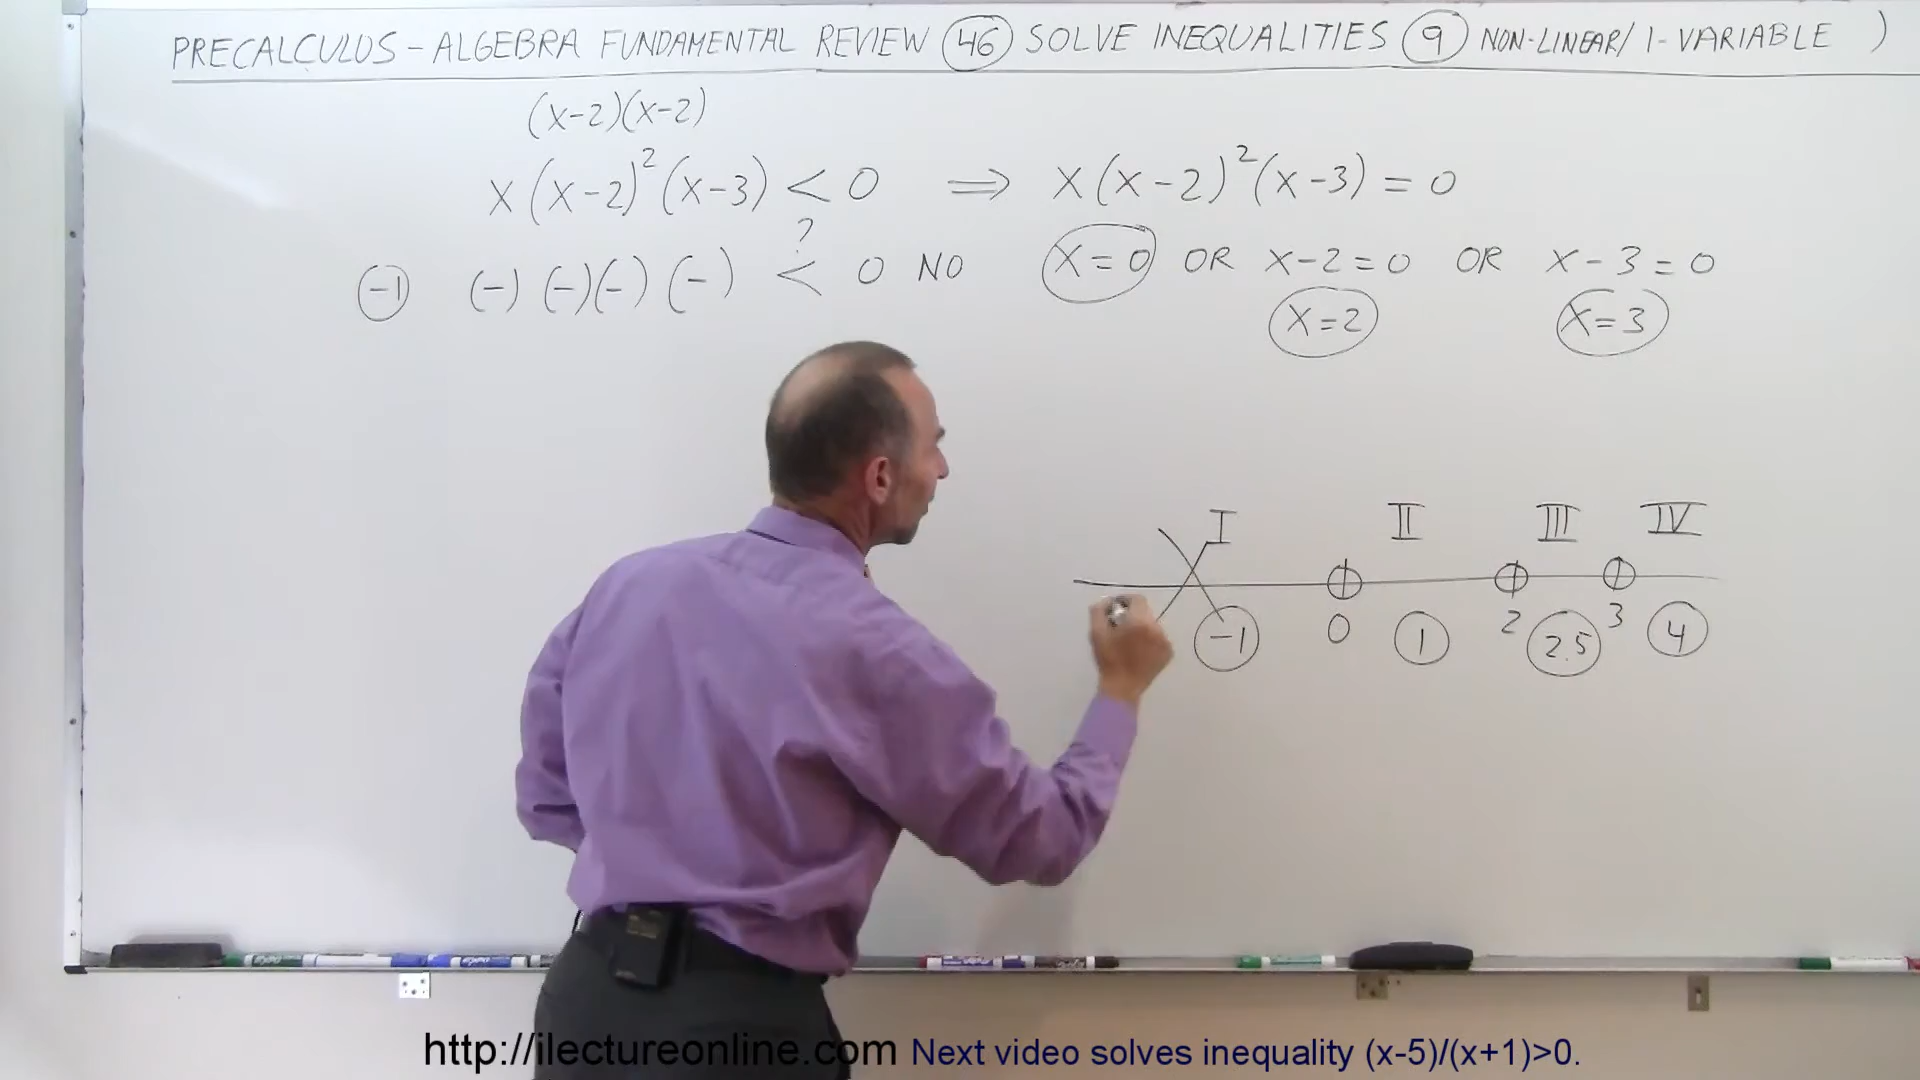 PRECALCULUS - ALGEBRA FUNDAMENTAL REVIEW 46 SOLVE INEQUALITIES 9 NON-LINEAR/ 1-VARIABLE )
(x-2)(x-2)
x(x-2)²(x-3) < 0 ⇒ x(x-2)²(x-3) = 0
?
-1 (-) (-)(-) (-) < 0 NO
x=0 OR x-2=0 OR x-3=0
x=2 x=3
I II III IV
-1 0 1 2 2.5 3 4
http://ilectureonline.com Next video solves inequality (x-5)/(x+1)>0.